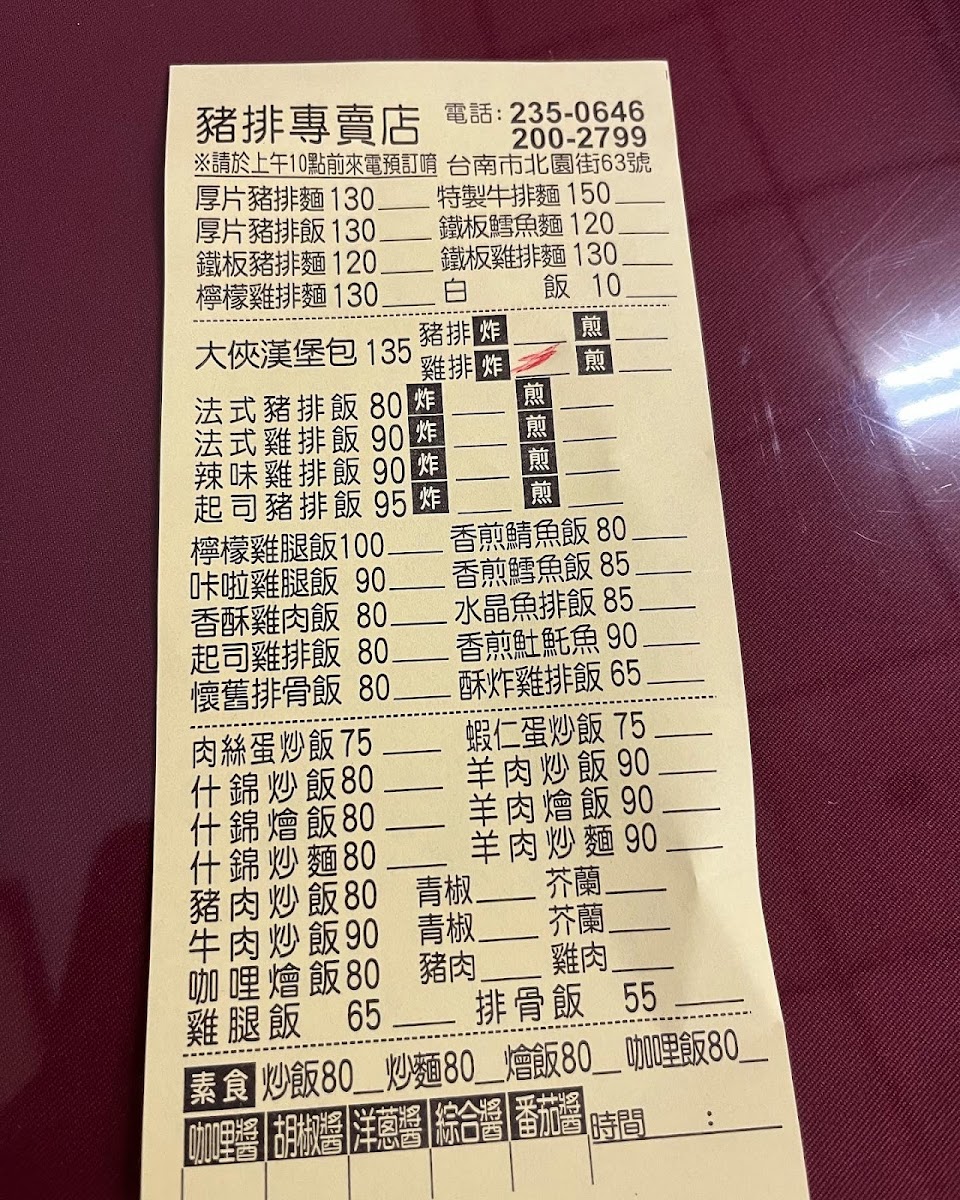 豬排專賣店 電話: 235-0646
200-2799
※請於上午10點前來電預訂唷 台南市北園街63號
厚片豬排麵 130 特製牛排麵 150
厚片豬排飯 130 鐵板鱈魚麵 120
鐵板豬排麵 120 鐵板雞排麵 130
檸檬雞排麵 130 白 飯 10
大俠漢堡包 135 豬排 炸 煎
雞排 炸 煎
法式豬排飯 80 炸 煎
法式雞排飯 90 炸 煎
辣味雞排飯 90 炸 煎
起司豬排飯 95 炸 煎
檸檬雞腿飯 100 香煎鯖魚飯 80
咔啦雞腿飯 90 香煎鱈魚飯 85
香酥雞肉飯 80 水晶魚排飯 85
起司雞排飯 80 香煎魠魠魚 90
懷舊排骨飯 80 酥炸雞排飯 65
肉絲蛋炒飯 75 蝦仁蛋炒飯 75
什錦炒飯 80 羊肉炒飯 90
什錦燴飯 80 羊肉燴飯 90
什錦炒麵 80 羊肉炒麵 90
豬肉炒飯 80 青椒 芥蘭
牛肉炒飯 90 青椒 芥蘭
咖哩燴飯 80 豬肉 雞肉
雞腿飯 65 排骨飯 55
素食 炒飯80 炒麵80 燴飯80 咖哩飯80
咖哩醬 胡椒醬 洋蔥醬 綜合醬 番茄醬 時間 :